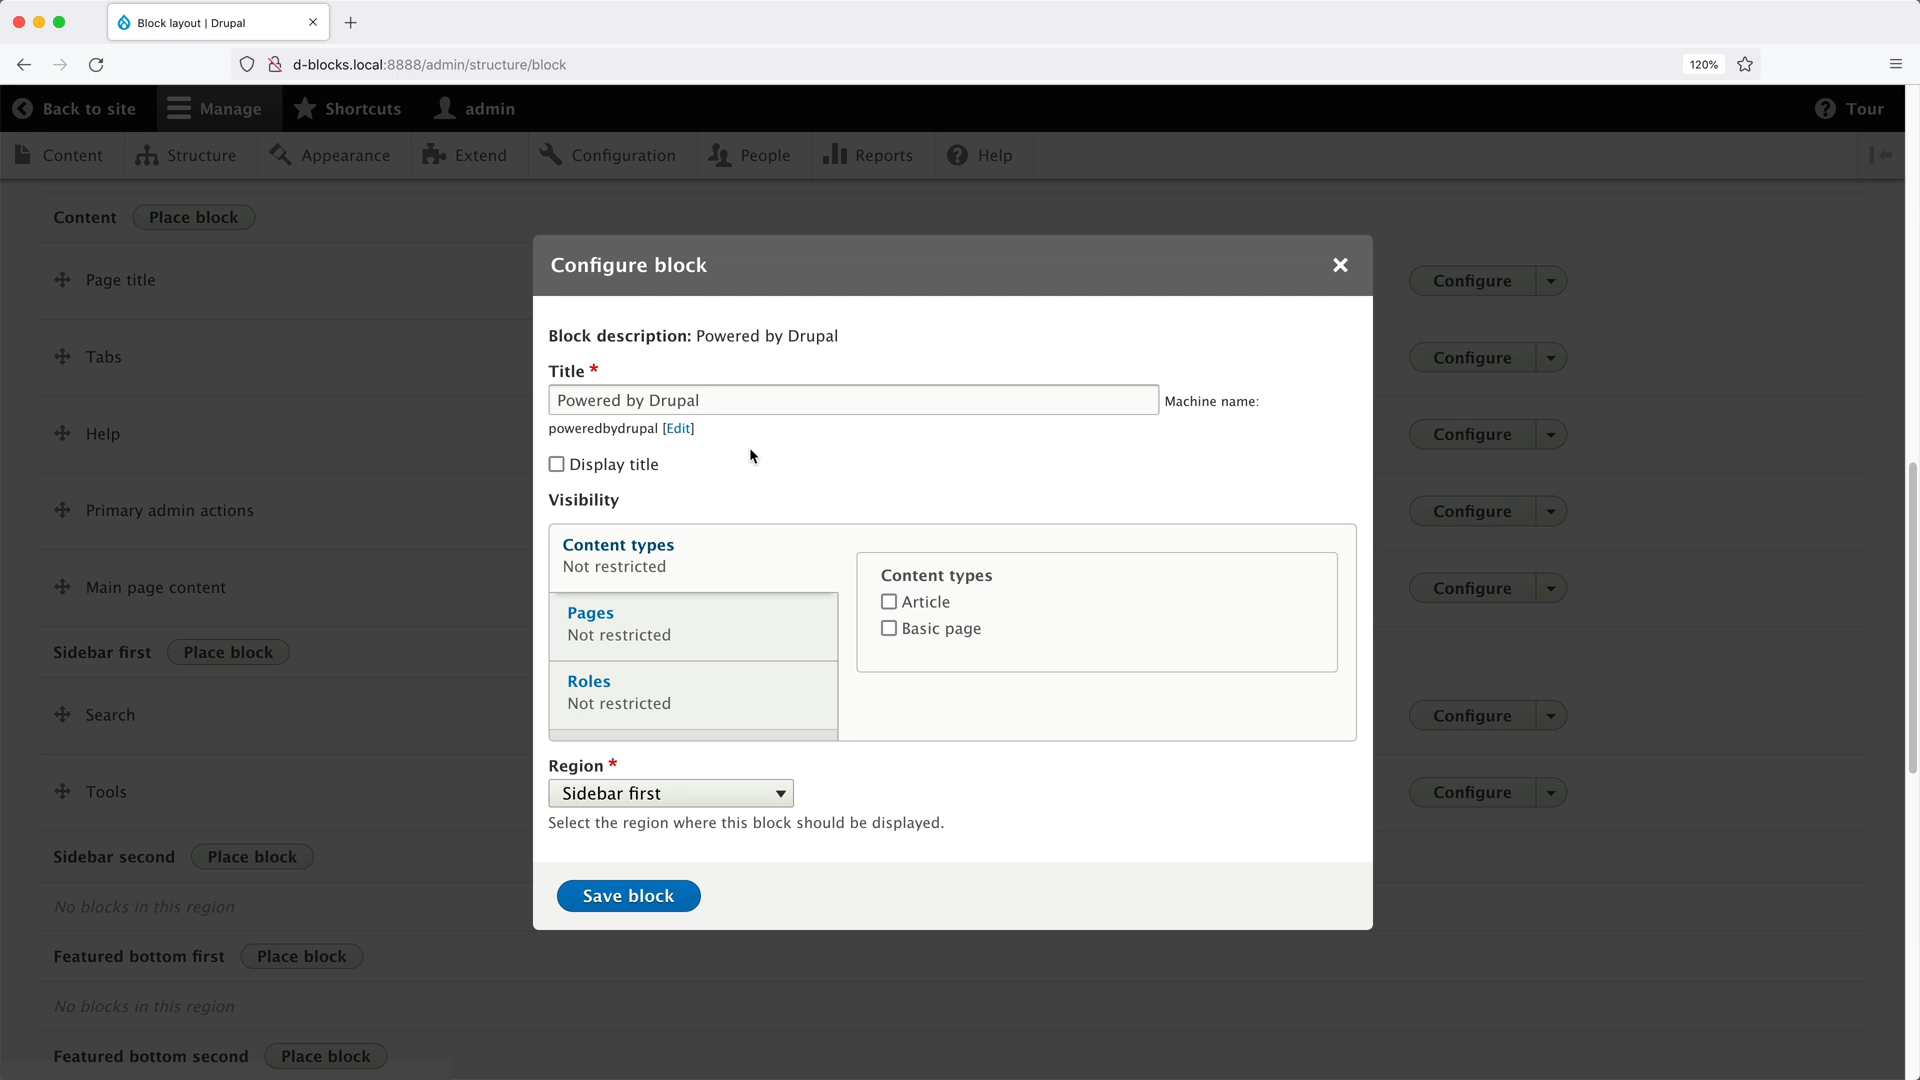 Block layout | Drupal
d-blocks.local:8888/admin/structure/block
120%
Back to site
Manage
Shortcuts
admin
Tour
Content
Structure
Appearance
Extend
Configuration
People
Reports
Help
Content
Place block
Page title
Configure
Tabs
Configure
Help
Configure
Primary admin actions
Configure
Main page content
Configure
Sidebar first
Place block
Search
Configure
Tools
Configure
Sidebar second
Place block
No blocks in this region
Featured bottom first
Place block
No blocks in this region
Featured bottom second
Place block
Configure block
Block description: Powered by Drupal
Title *
Powered by Drupal
Machine name:
poweredbydrupal [Edit]
Display title
Visibility
Content types
Not restricted
Pages
Not restricted
Roles
Not restricted
Content types
Article
Basic page
Region *
Sidebar first
Select the region where this block should be displayed.
Save block